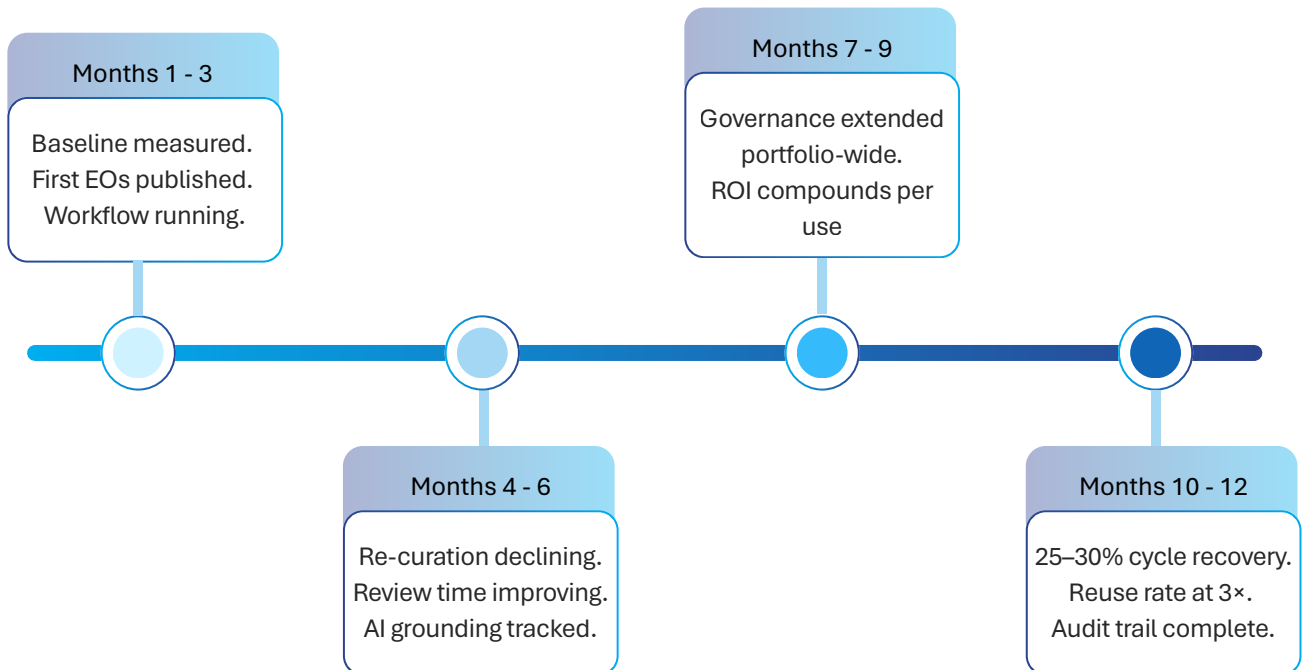 Months 1 - 3
Baseline measured.
First EOs published.
Workflow running.
Months 4 - 6
Re-curation declining.
Review time improving.
AI grounding tracked.
Months 7 - 9
Governance extended
portfolio-wide.
ROI compounds per
use
Months 10 - 12
25–30% cycle recovery.
Reuse rate at 3×.
Audit trail complete.